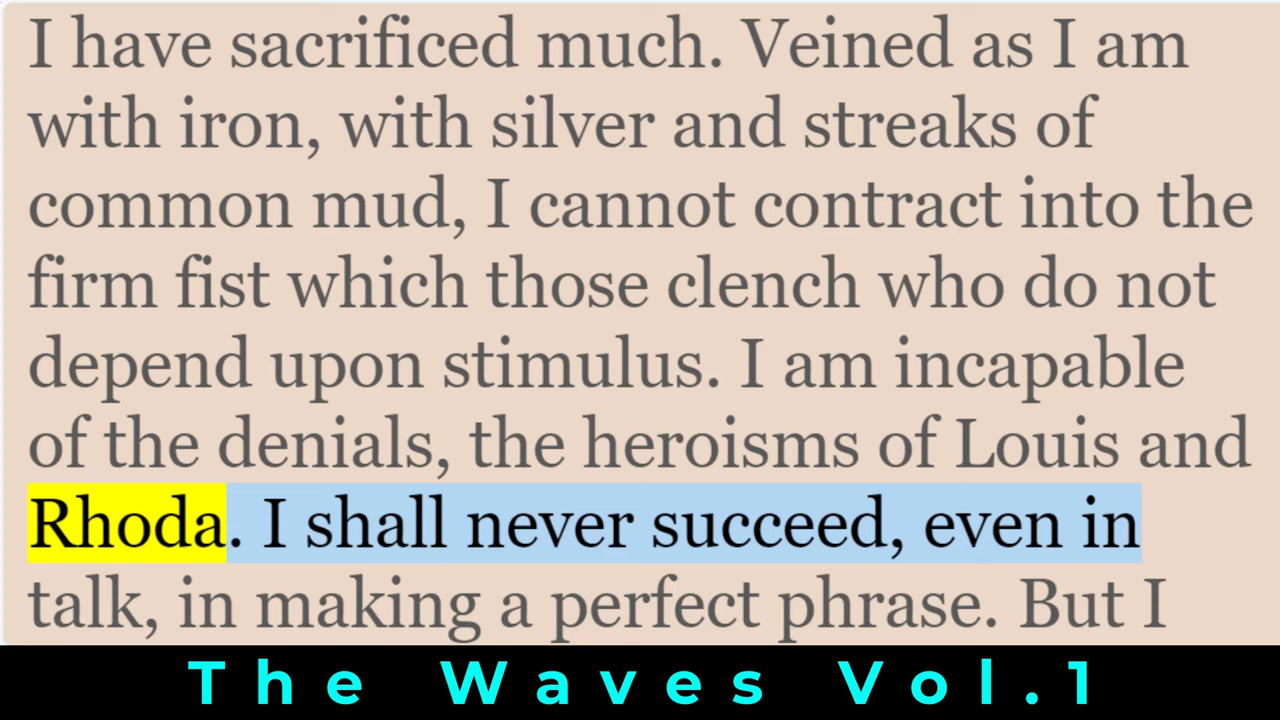 I have sacrificed much. Veined as I am
with iron, with silver and streaks of
common mud, I cannot contract into the
firm fist which those clench who do not
depend upon stimulus. I am incapable
of the denials, the heroisms of Louis and
Rhoda. I shall never succeed, even in
talk, in making a perfect phrase. But I
The Waves Vol.1